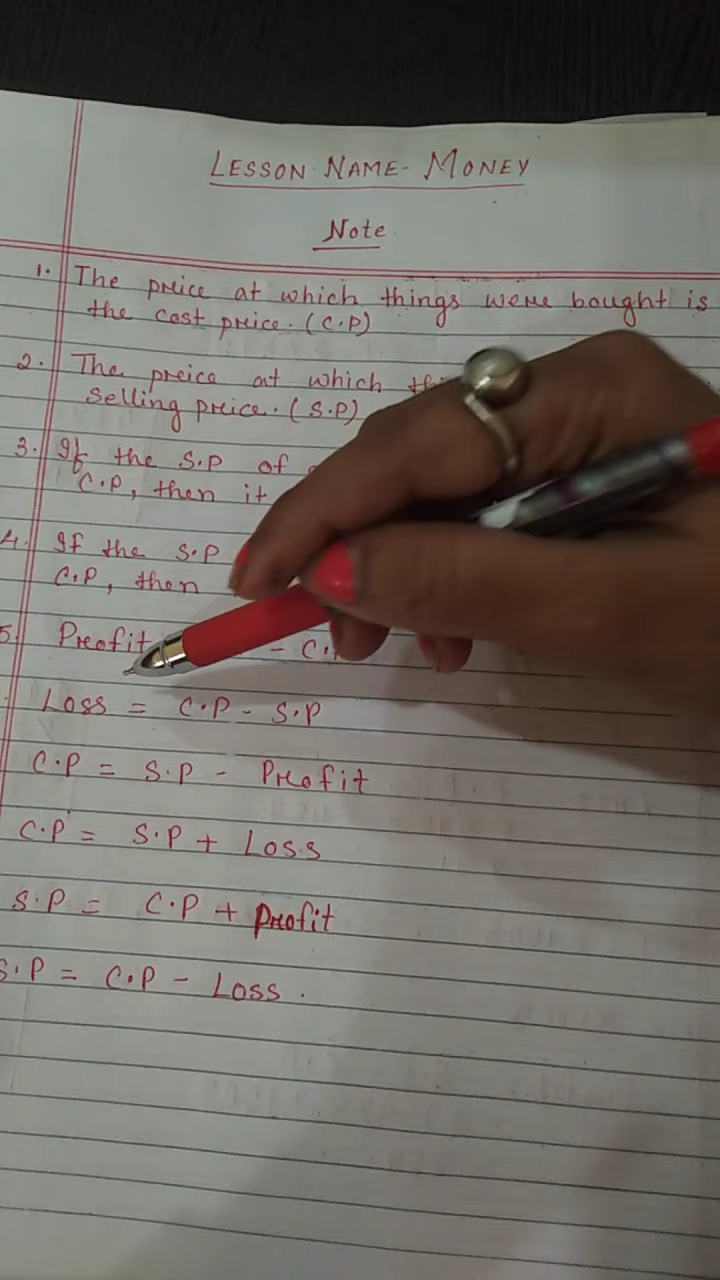 LESSON NAME - MONEY
Note
1. The price at which things were bought is
the cost price. (C.P)
2. The preice at which
Selling preice. (S.P)
3. If the S.P of
C.P, then it
4. If the S.P
C.P, then
5. Profit - C.P
Loss = C.P - S.P
C.P = S.P - Profit
C.P = S.P + Loss
S.P = C.P + Profit
S.P = C.P - Loss.